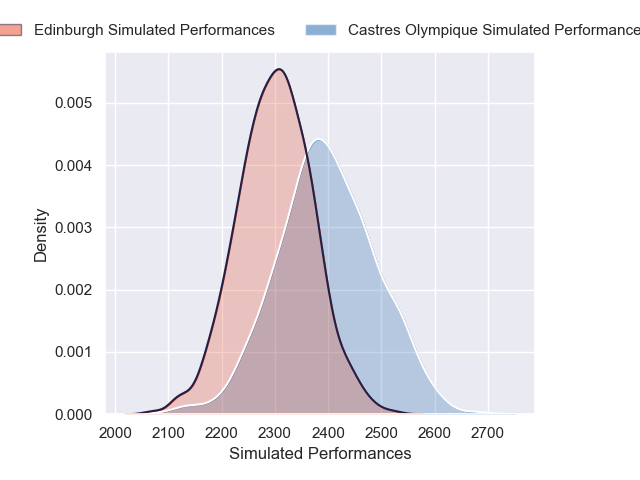 Edinburgh Simulated Performances
Castres Olympique Simulated Performance
0.005
0.004
0.003
0.002
0.001
0.000
Density
2000 2100 2200 2300 2400 2500 2600 2700
Simulated Performances